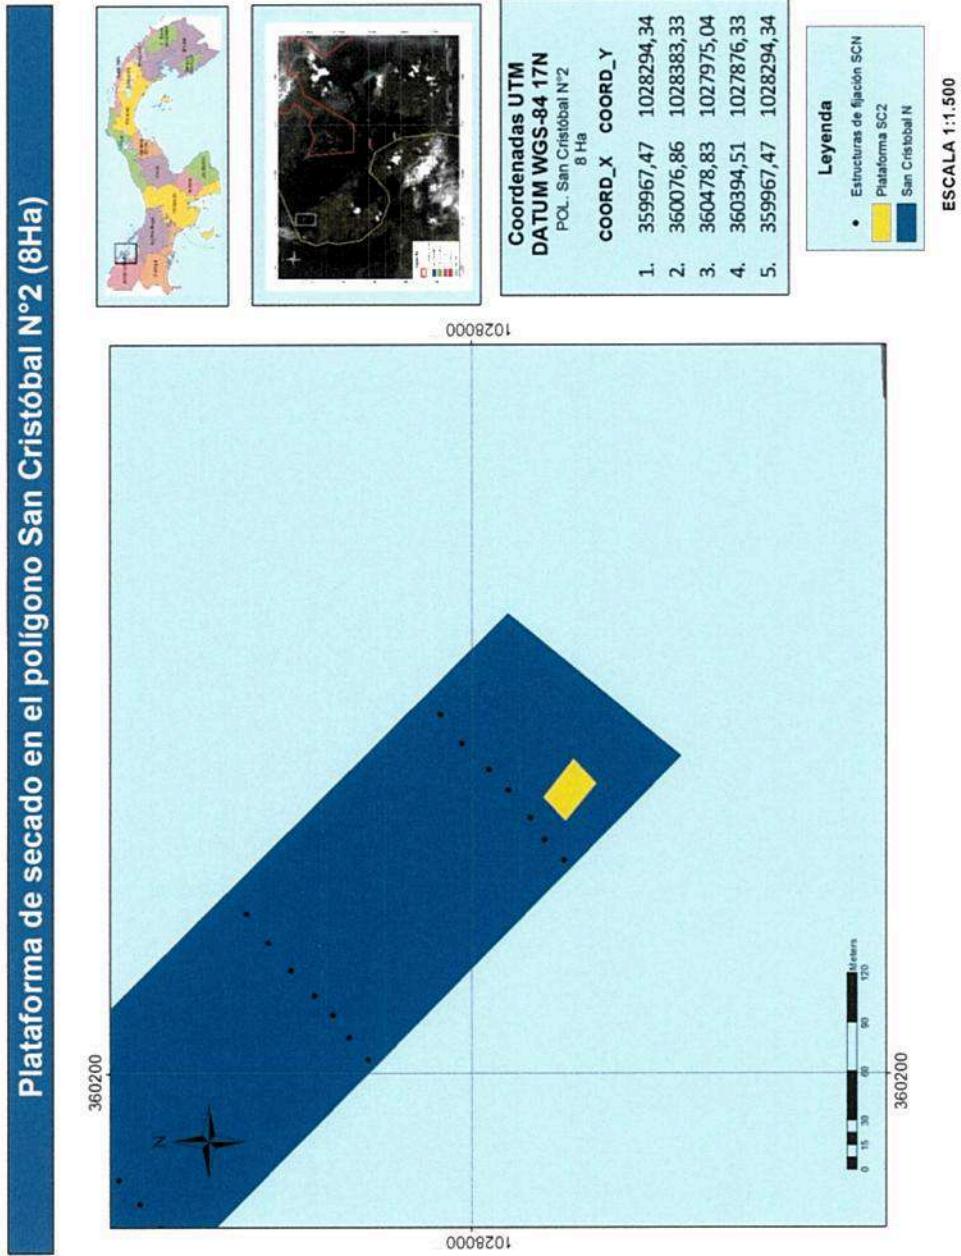 Plataforma de secado en el polígono San Cristóbal N°2 (8Ha)
360200
1028000
1028000
N
0 15 30 60 90 120
Meters
360200
Coordenadas UTM
DATUM WGS-84 17N
POL. San Cristóbal N°2
8 Ha
COORD_X COORD_Y
1. 359967,47 1028294,34
2. 360076,86 1028383,33
3. 360478,83 1027975,04
4. 360394,51 1027876,33
5. 359967,47 1028294,34
Leyenda
Estructuras de fijación SCN
Plataforma SC2
San Cristobal N
ESCALA 1:1.500